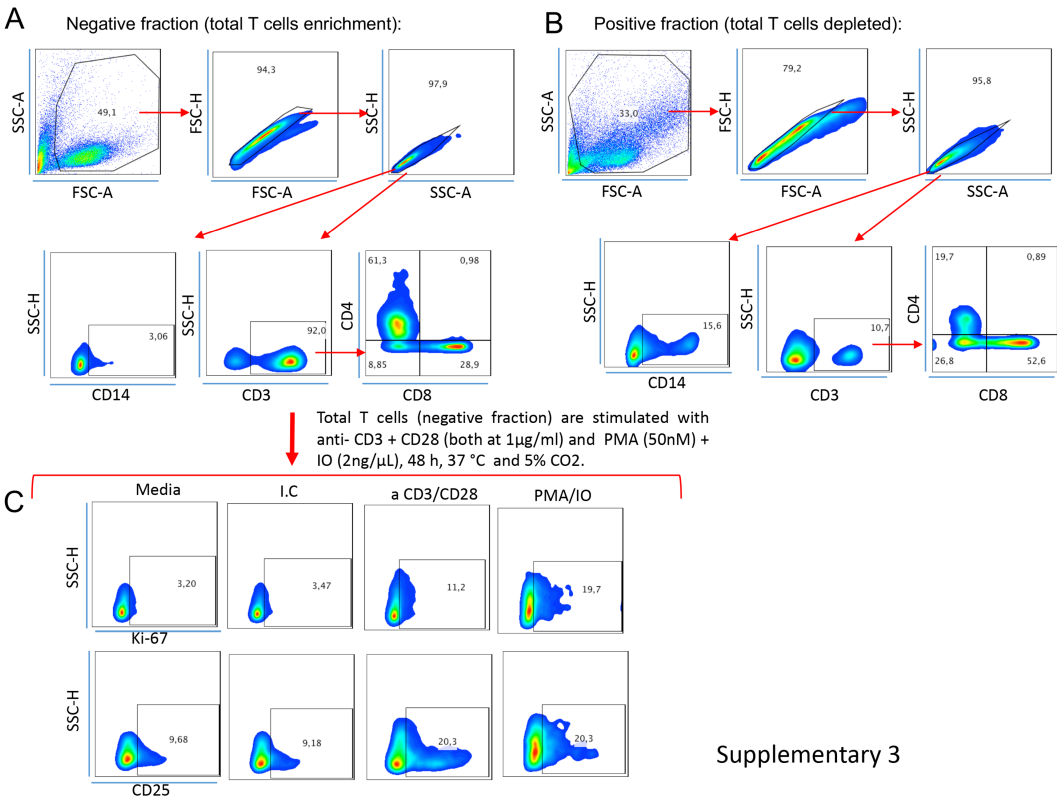 A
Negative fraction (total T cells enrichment):
B
Positive fraction (total T cells depleted):
SSC-A
49,1
FSC-A
FSC-H
94,3
FSC-A
SSC-H
97,9
SSC-A
SSC-A
33,0
FSC-A
FSC-H
79,2
FSC-A
SSC-H
95,8
SSC-A
SSC-H
3,06
CD14
SSC-H
92,0
CD3
CD4
61,3
0,98
8,85
28,9
CD8
SSC-H
15,6
CD14
SSC-H
10,7
CD3
CD4
19,7
0,89
26,8
52,6
CD8
Total T cells (negative fraction) are stimulated with
anti- CD3 + CD28 (both at 1µg/ml) and PMA (50nM) +
IO (2ng/µL), 48 h, 37 °C and 5% CO2.
C
Media
I.C
a CD3/CD28
PMA/IO
SSC-H
3,20
3,47
11,2
19,7
Ki-67
SSC-H
9,68
9,18
20,3
20,3
CD25
Supplementary 3